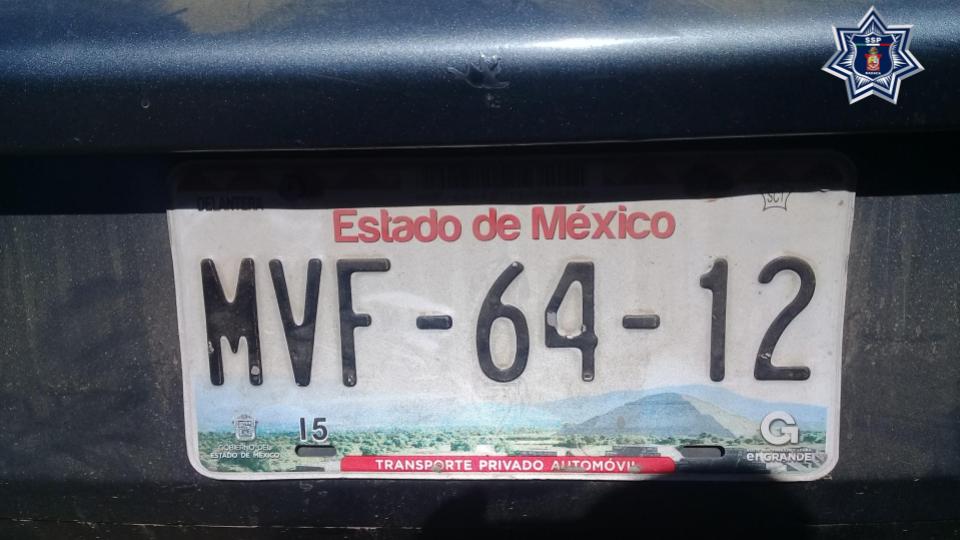 SSP
OAXACA
DELANTERA
SCT
Estado de México
MVF-64-12
15
GOBIERNO DEL
ESTADO DE MÉXICO
G
enGRANDE
TRANSPORTE PRIVADO AUTOMÓVIL